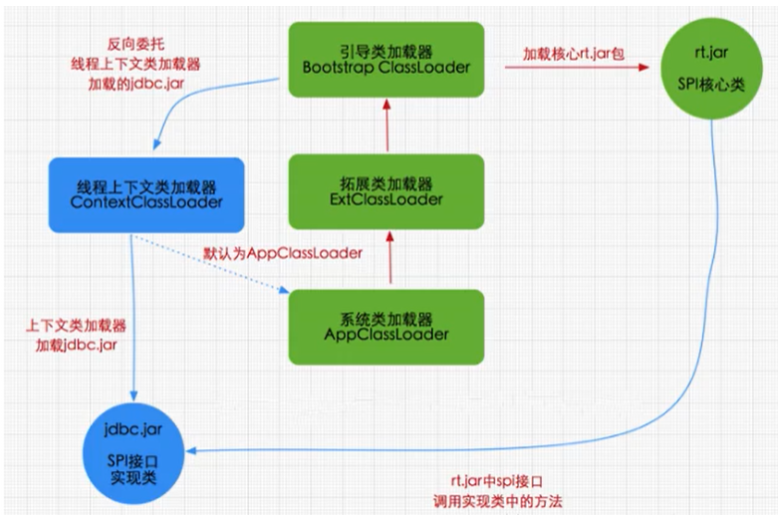 反向委托
线程上下文类加载器
加载的jdbc.jar
引导类加载器
Bootstrap ClassLoader
加载核心rt.jar包
rt.jar
SPI核心类
线程上下文类加载器
ContextClassLoader
拓展类加载器
ExtClassLoader
默认为AppClassLoader
系统类加载器
AppClassLoader
上下文类加载器
加载jdbc.jar
jdbc.jar
SPI接口
实现类
rt.jar中spi接口
调用实现类中的方法